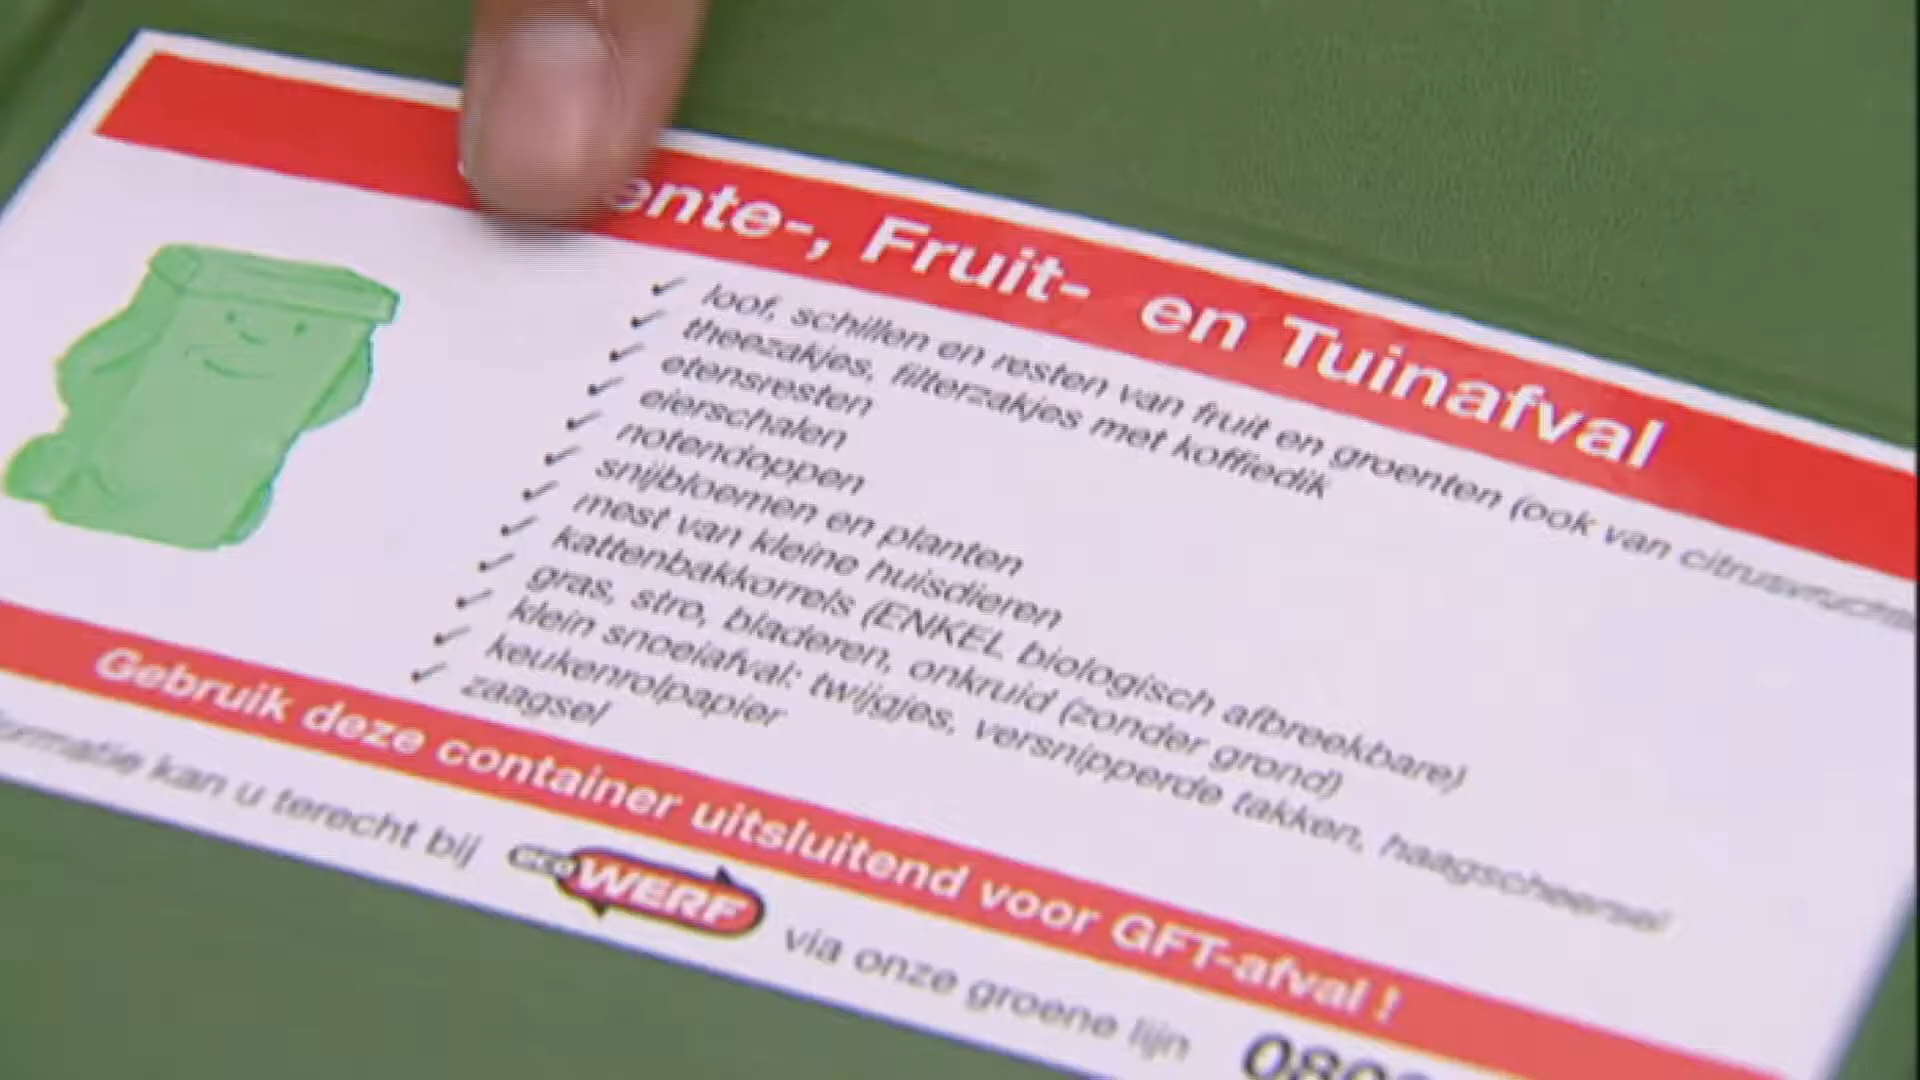 ente-, Fruit- en Tuinafval
✓ loof, schillen en resten van fruit en groenten (ook van citrusvruchten
✓ theezakjes, filterzakjes met koffiedik
✓ etensresten
✓ eierschalen
✓ notendoppen
✓ snijbloemen en planten
✓ mest van kleine huisdieren
✓ kattenbakkorrels (ENKEL biologisch afbreekbare)
✓ gras, stro, bladeren, onkruid (zonder grond)
✓ klein snoeiafval: twijgjes, versnipperde takken, haagscheersel
✓ keukenrolpapier
✓ zaagsel
Gebruik deze container uitsluitend voor GFT-afval !
formatie kan u terecht bij ecoWERF via onze groene lijn 080